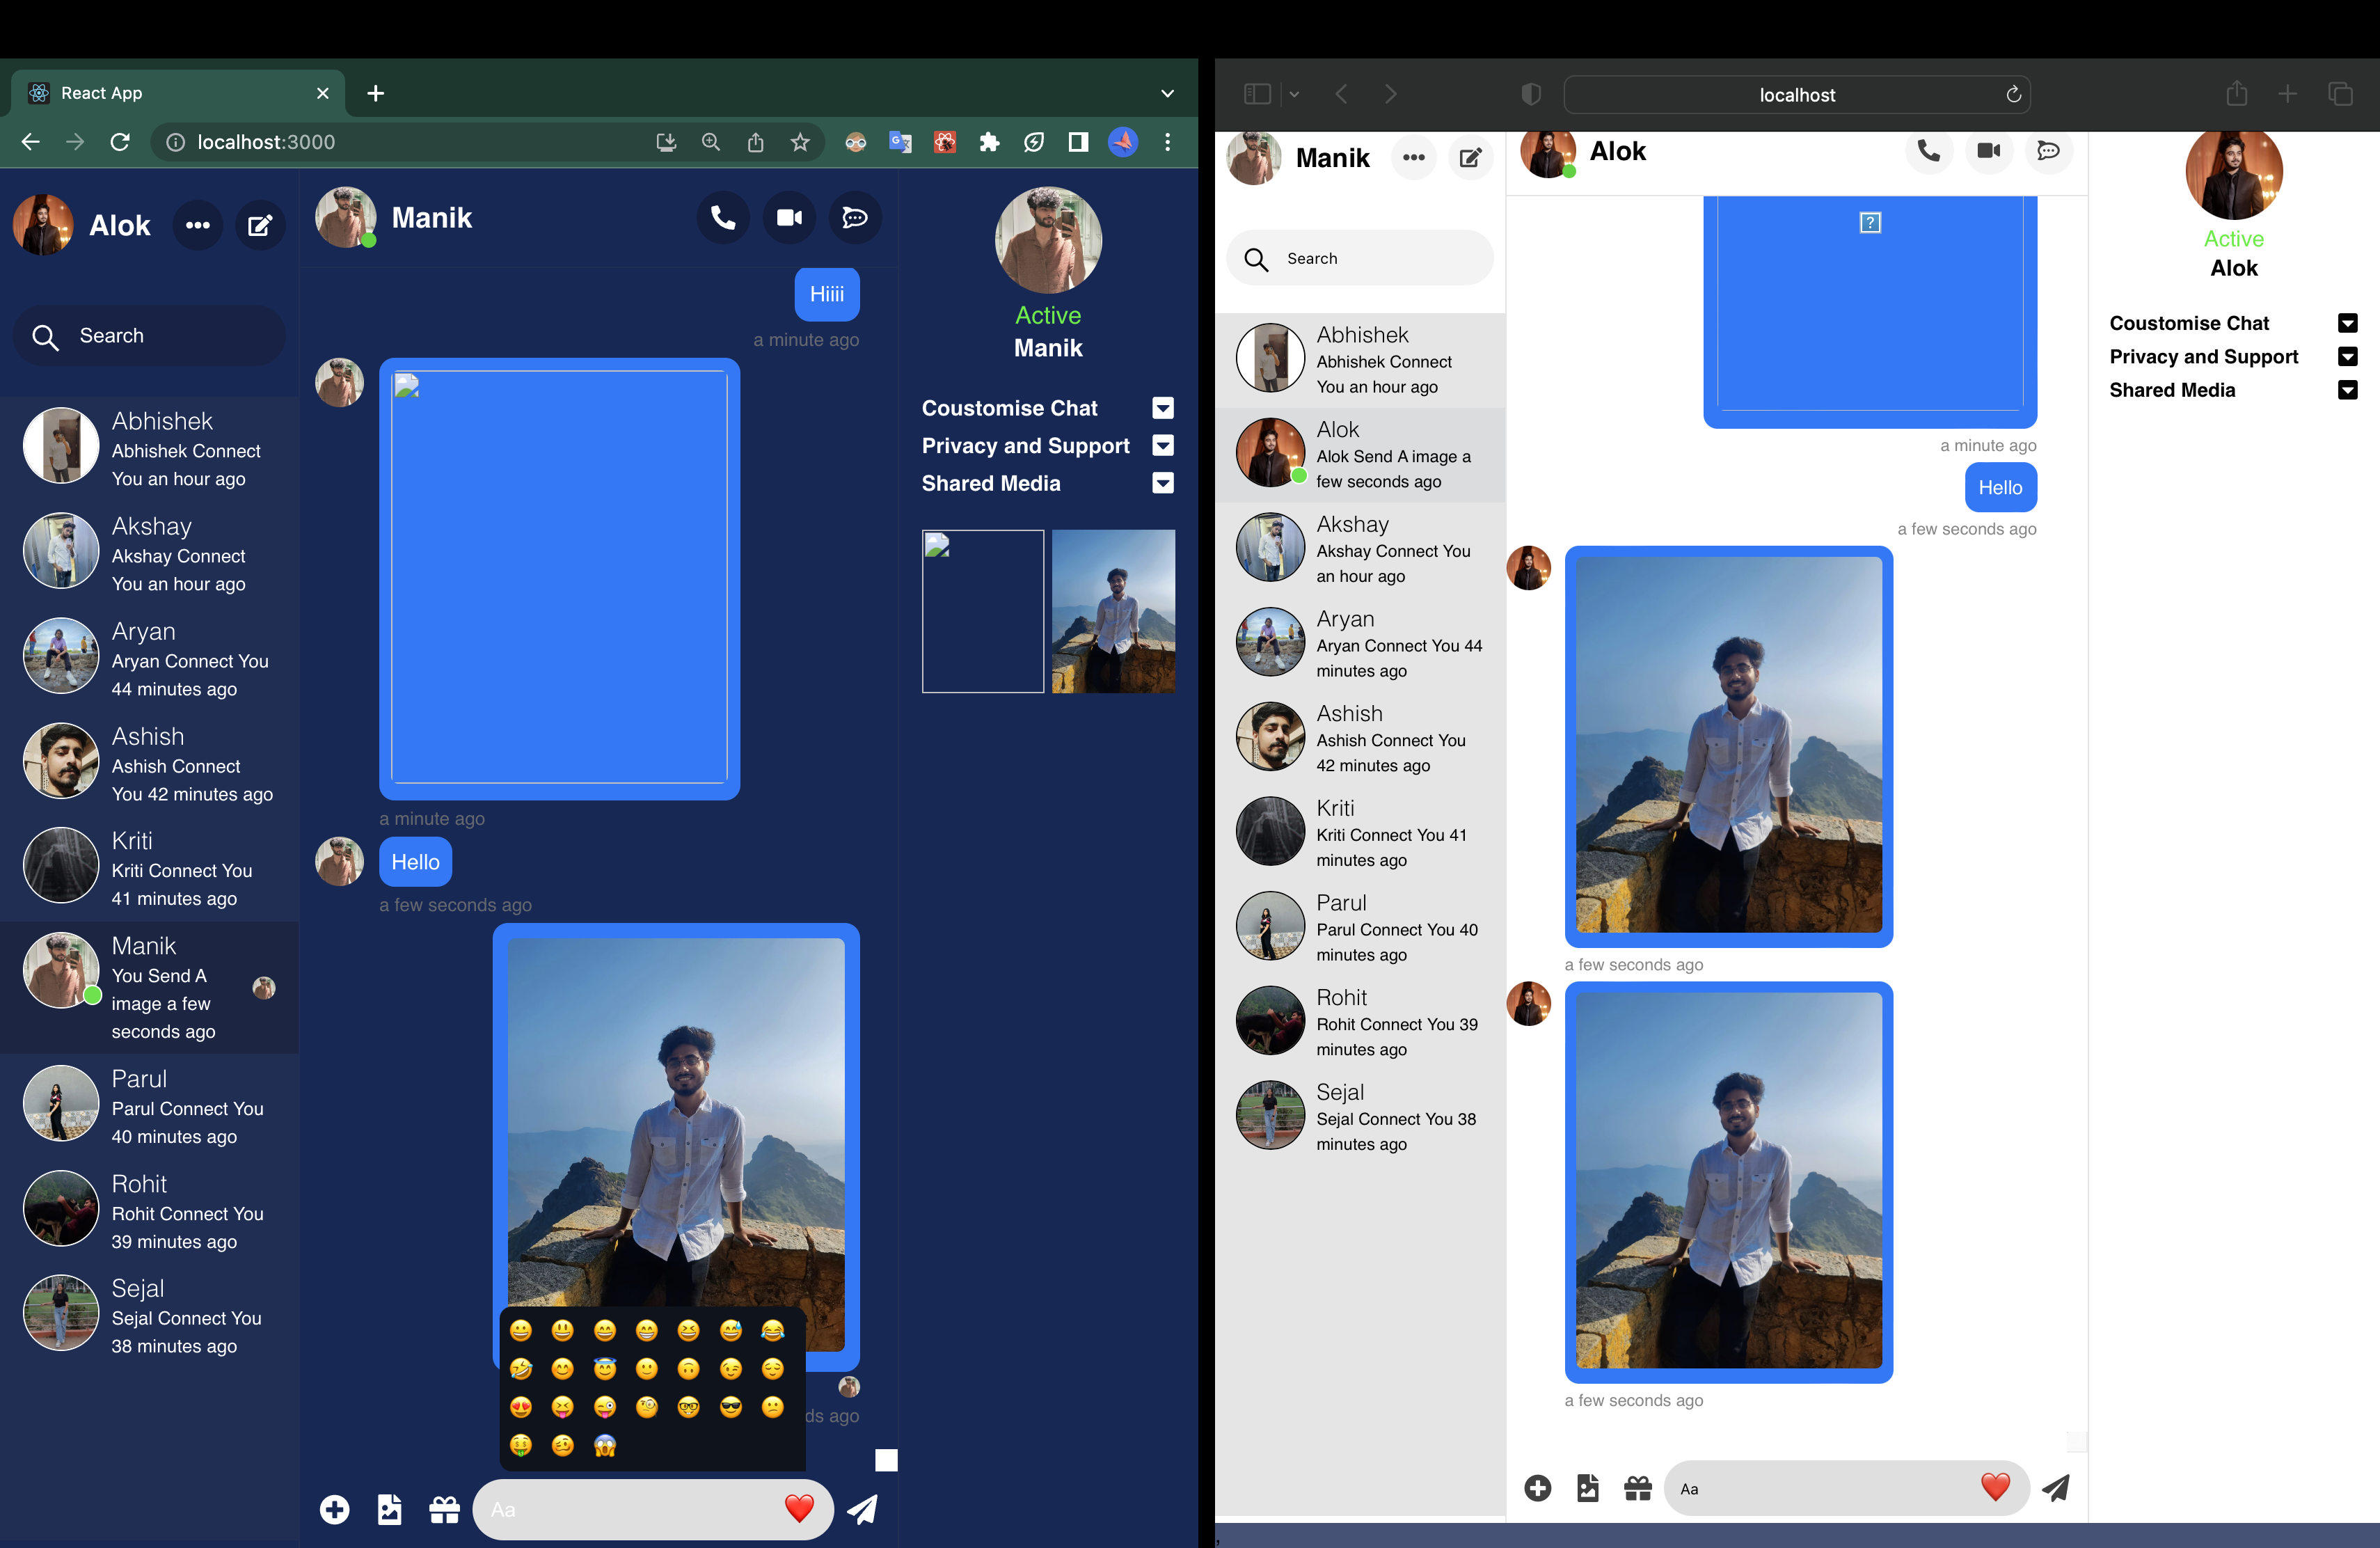 React App
localhost:3000
Alok
Search
Abhishek
Abhishek Connect
You an hour ago
Akshay
Akshay Connect
You an hour ago
Aryan
Aryan Connect You
44 minutes ago
Ashish
Ashish Connect
You 42 minutes ago
Kriti
Kriti Connect You
41 minutes ago
Manik
You Send A
image a few
seconds ago
Parul
Parul Connect You
40 minutes ago
Rohit
Rohit Connect You
39 minutes ago
Sejal
Sejal Connect You
38 minutes ago
Manik
Hiiii
a minute ago
a minute ago
Hello
a few seconds ago
ds ago
Aa
Active
Manik
Coustomise Chat
Privacy and Support
Shared Media
localhost
Manik
Search
Abhishek
Abhishek Connect
You an hour ago
Alok
Alok Send A image a
few seconds ago
Akshay
Akshay Connect You
an hour ago
Aryan
Aryan Connect You 44
minutes ago
Ashish
Ashish Connect You
42 minutes ago
Kriti
Kriti Connect You 41
minutes ago
Parul
Parul Connect You 40
minutes ago
Rohit
Rohit Connect You 39
minutes ago
Sejal
Sejal Connect You 38
minutes ago
Alok
?
a minute ago
Hello
a few seconds ago
a few seconds ago
a few seconds ago
Aa
Active
Alok
Coustomise Chat
Privacy and Support
Shared Media